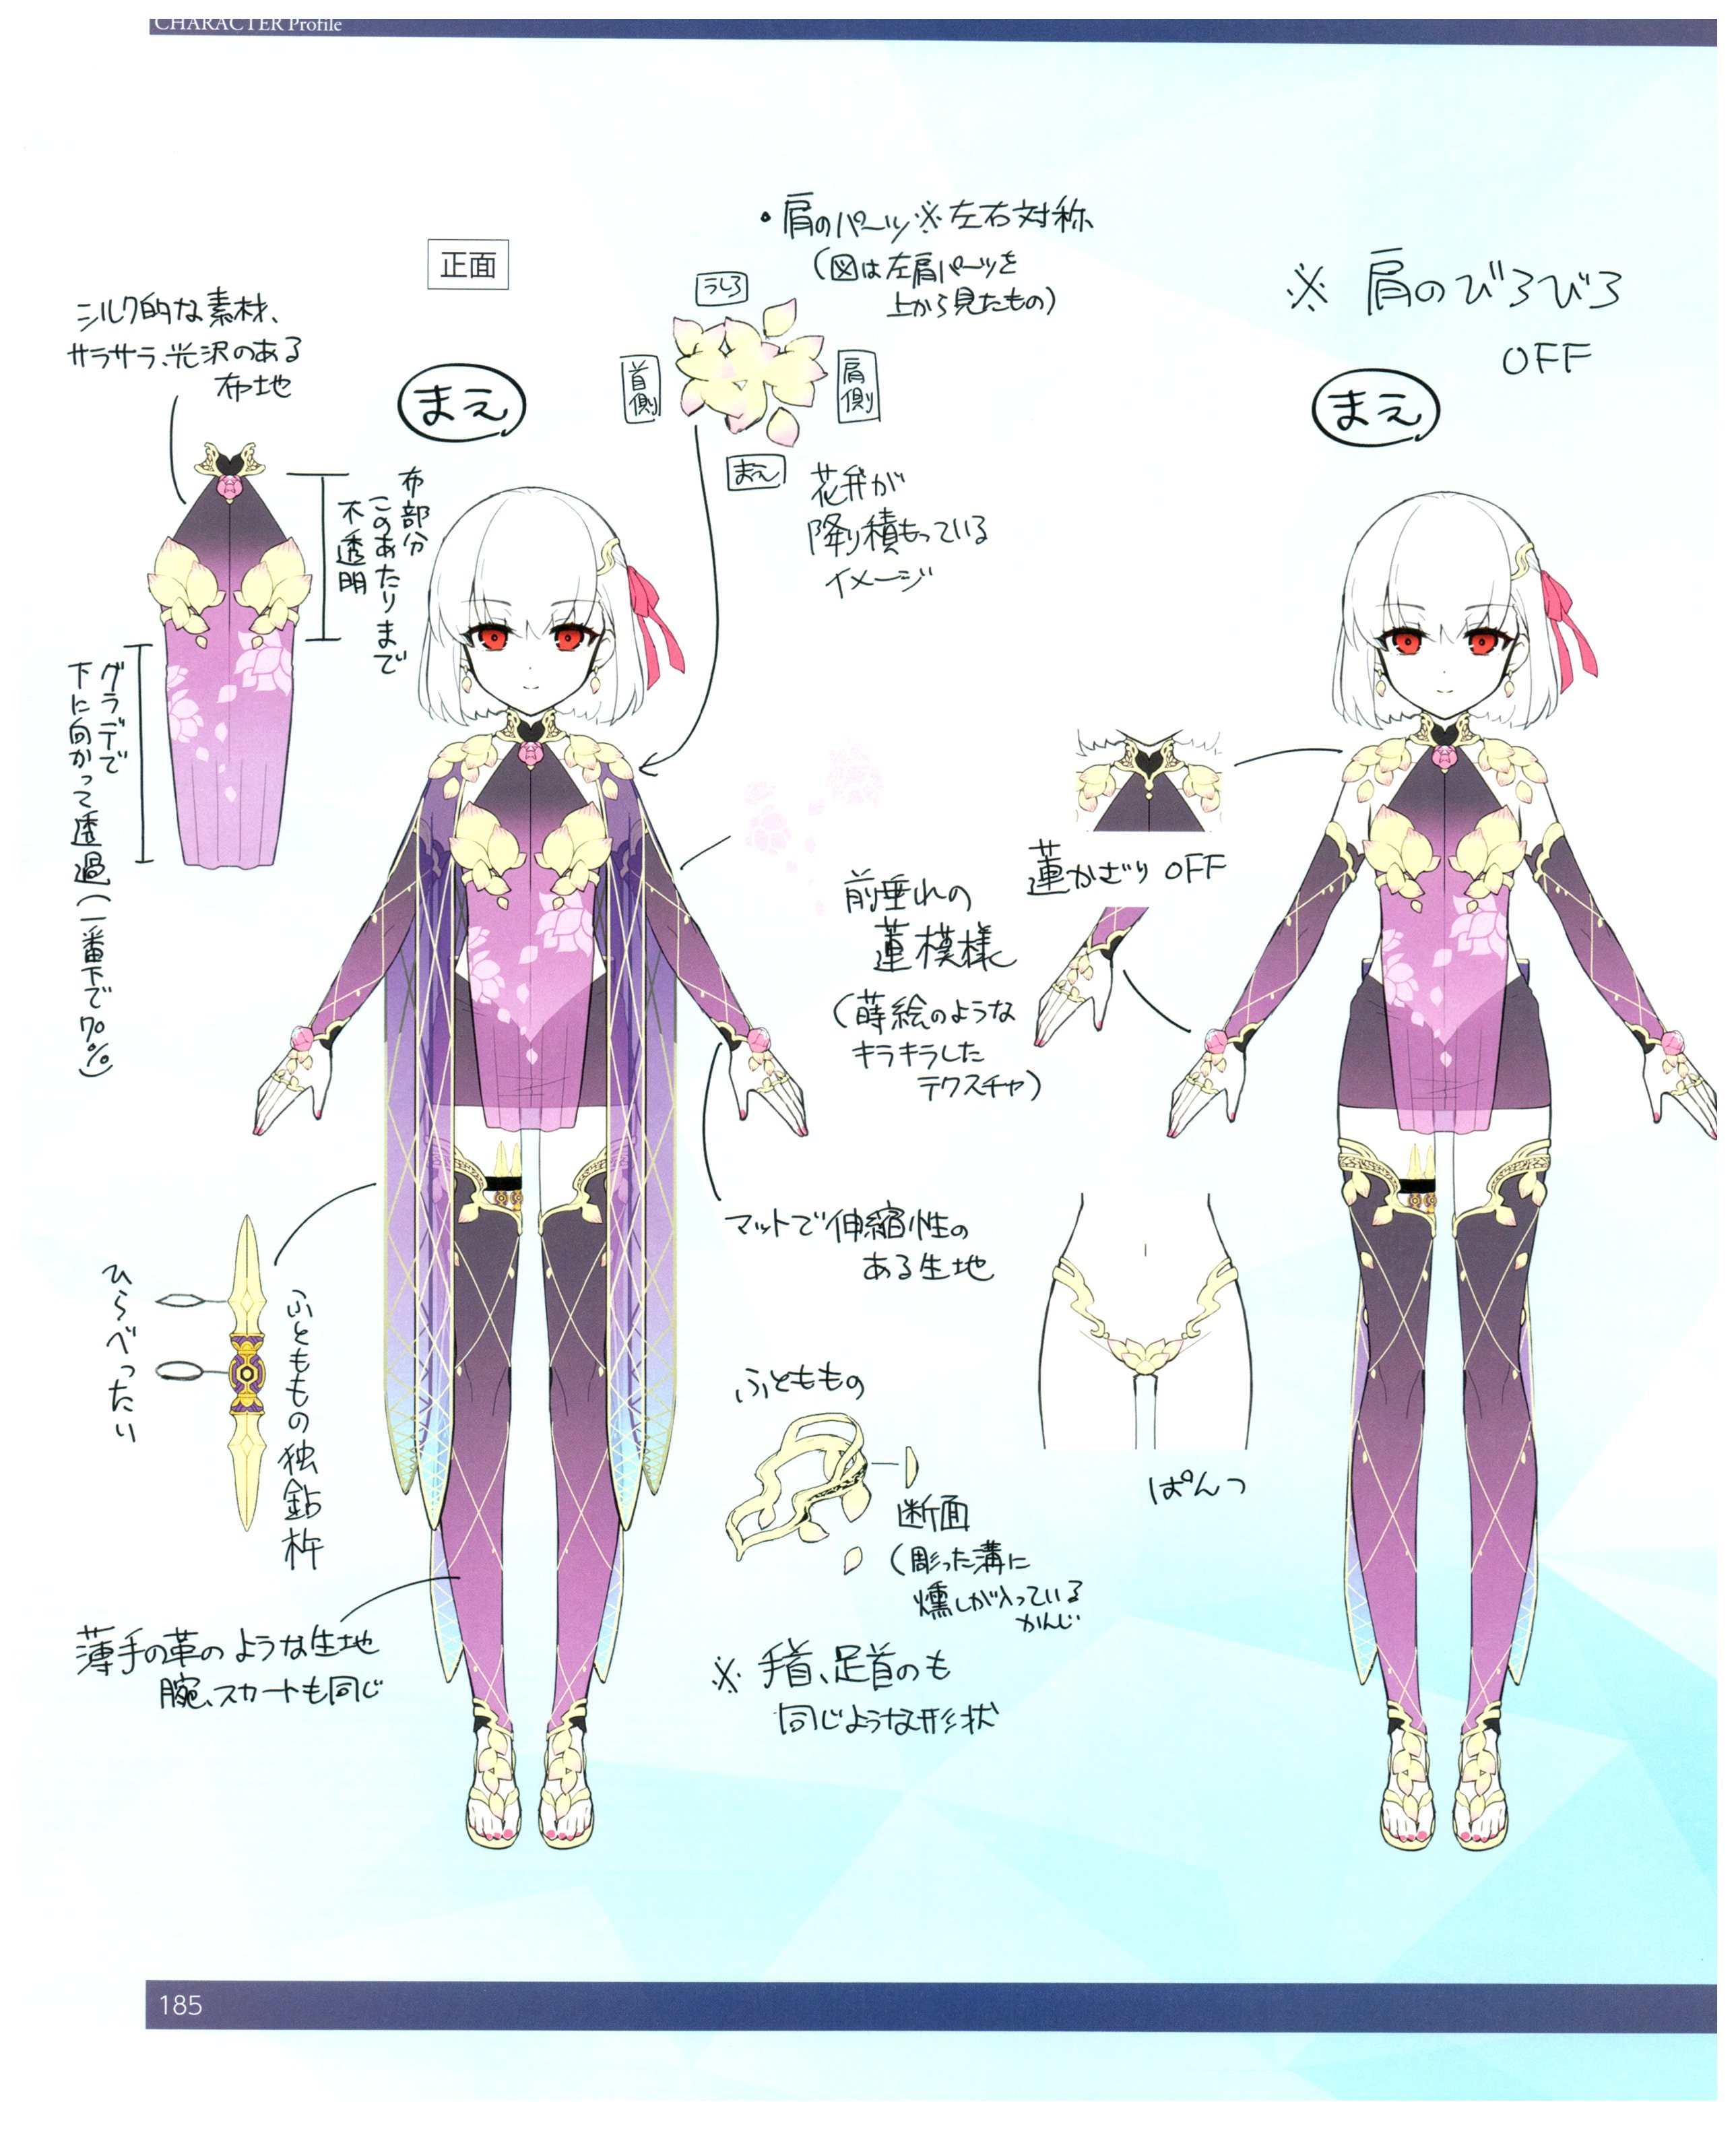 CHARACTER Profile
・肩のパーツ※左右対称
(図は左肩パーツを
上から見たもの)
正面
うしろ
首側
肩側
まえ
花弁が
降り積もっている
イメージ
シルク的な素材、
サラサラ、光沢のある
布地
まえ
布部分
このあたりまで
不透明
グラデで
下に向かって透過(一番下で70%)
※肩のびろびろ
OFF
まえ
蓮かざりOFF
前垂れの
蓮模様
(蒔絵のような
キラキラした
テクスチャ)
マットで伸縮性の
ある生地
ふとももの独鈷杵
ひらべったい
ふとももの
断面
(彫った溝に
燻しが入っている
かんじ
※手首、足首のも
同じような形状
ぱんつ
薄手の革のような生地
腕、スカートも同じ
185